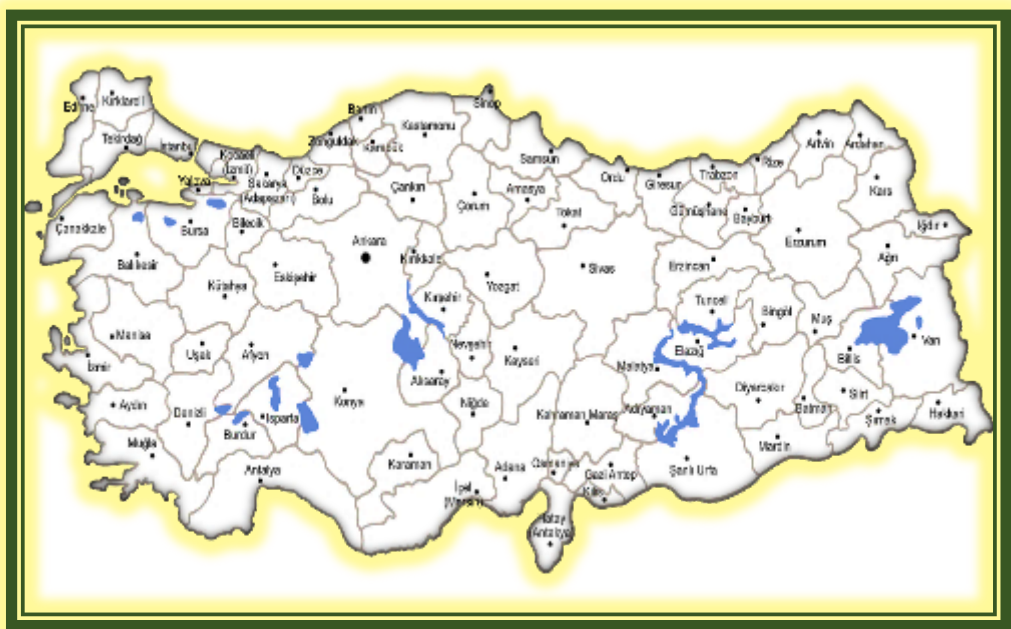 Edirne
Kırklareli
Tekirdağ
İstanbul
Kocaeli
(İzmit)
Yalova
Sakarya
(Adapazarı)
Düzce
Bolu
Zonguldak
Bartın
Karabük
Kastamonu
Sinop
Samsun
Ordu
Giresun
Trabzon
Rize
Artvin
Ardahan
Kars
Iğdır
Ağrı
Çankırı
Çorum
Amasya
Tokat
Gümüşhane
Bayburt
Erzurum
Çanakkale
Bursa
Bilecik
Balıkesir
Kütahya
Eskişehir
Ankara
Kırıkkale
Yozgat
Sivas
Erzincan
Kırşehir
Tunceli
Bingöl
Muş
Van
Bitlis
Manisa
Uşak
Afyon
Nevşehir
Kayseri
Malatya
Elazığ
İzmir
Aydın
Denizli
Isparta
Burdur
Konya
Aksaray
Niğde
Kahraman Maraş
Adıyaman
Diyarbakır
Batman
Siirt
Şırnak
Hakkari
Muğla
Antalya
Karaman
İçel
(Mersin)
Adana
Osmaniye
Gazi Antep
Kilis
Şanlı Urfa
Mardin
Hatay
(Antakya)